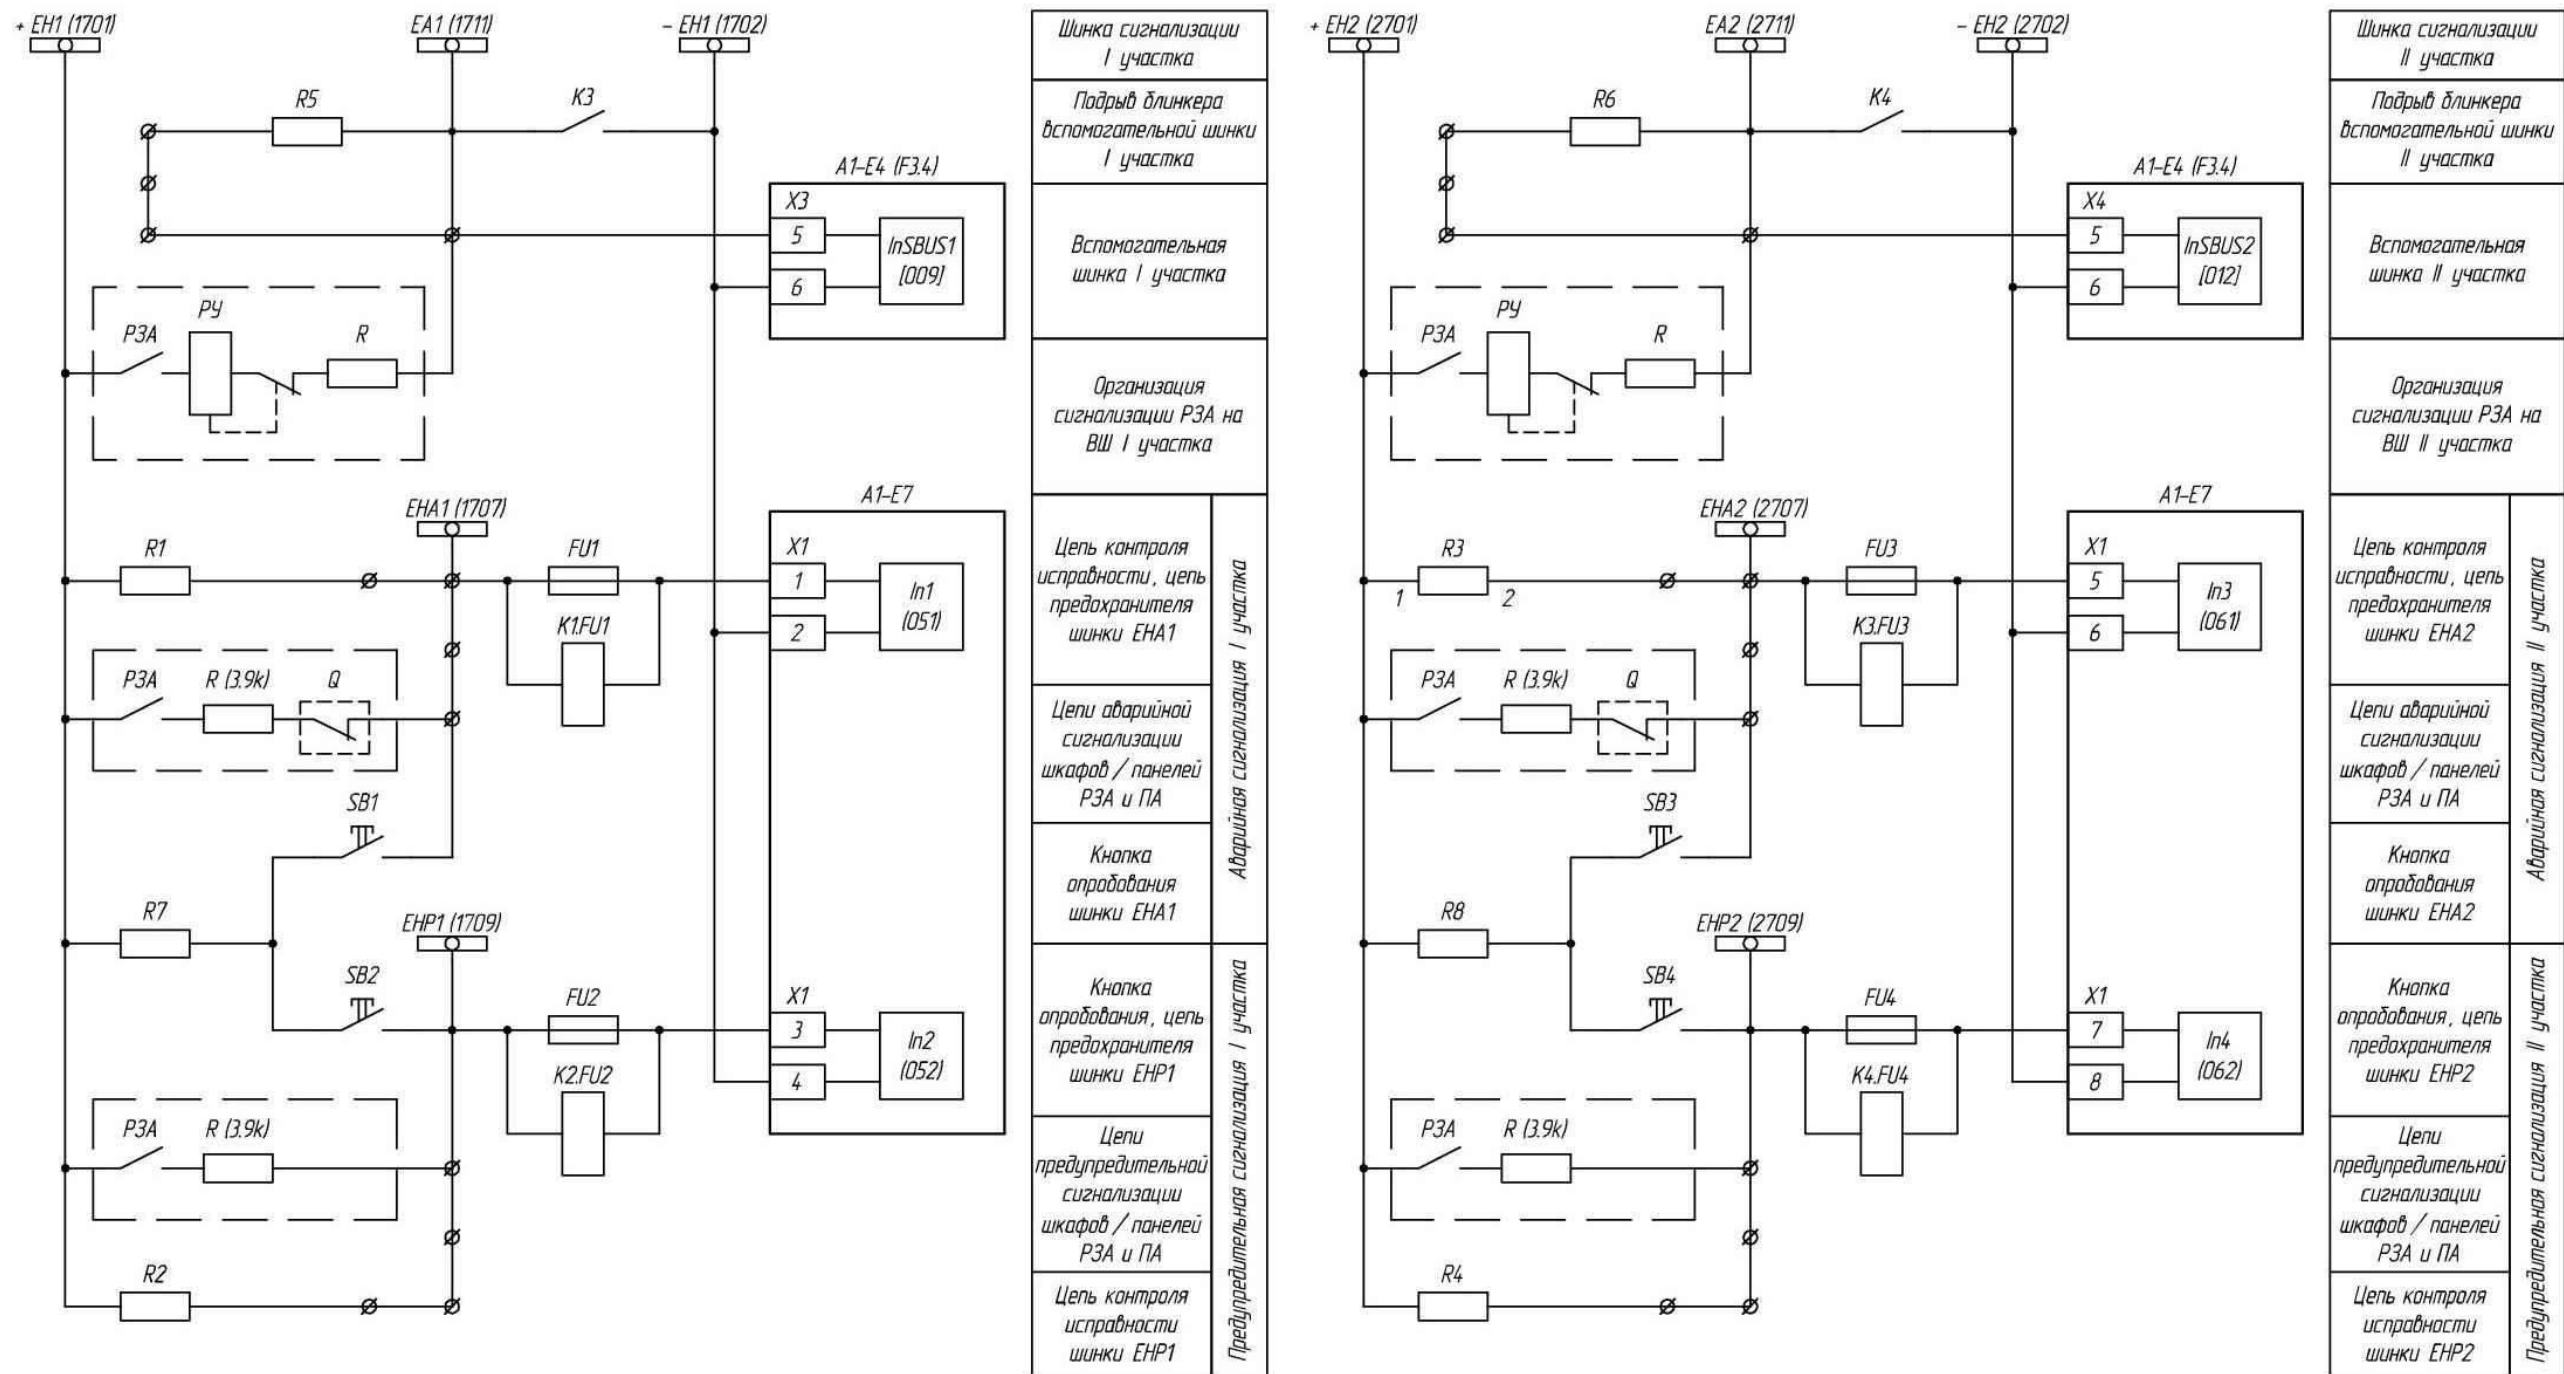 + EH1 (1701)
EA1 (1711)
– EH1 (1702)
R5
K3
A1-E4 (F3.4)
X3
5
InSBUS1
[009]
6
РУ
РЗА
R
EHA1 (1707)
A1-E7
R1
FU1
X1
1
In1
(051)
K1.FU1
2
РЗА
R (3.9k)
Q
SB1
R7
EHP1 (1709)
SB2
FU2
X1
3
In2
(052)
K2.FU2
4
РЗА
R (3.9k)
R2
Шинка сигнализации
I участка
Подрыв блинкера
вспомогательной шинки
I участка
Вспомогательная
шинка I участка
Организация
сигнализации РЗА на
ВШ I участка
Цепь контроля
исправности, цепь
предохранителя
шинки EHA1
Цепи аварийной
сигнализации
шкафов / панелей
РЗА и ПА
Кнопка
опробования
шинки EHA1
Аварийная сигнализация I участка
Кнопка
опробования, цепь
предохранителя
шинки EHP1
Цепи
предупредительной
сигнализации
шкафов / панелей
РЗА и ПА
Цепь контроля
исправности
шинки EHP1
Предупредительная сигнализация I участка
+ EH2 (2701)
EA2 (2711)
– EH2 (2702)
R6
K4
A1-E4 (F3.4)
X4
5
InSBUS2
[012]
6
РУ
РЗА
R
EHA2 (2707)
A1-E7
R3
1
2
FU3
X1
5
In3
(061)
K3.FU3
6
РЗА
R (3.9k)
Q
SB3
R8
EHP2 (2709)
SB4
FU4
X1
7
In4
(062)
K4.FU4
8
РЗА
R (3.9k)
R4
Шинка сигнализации
II участка
Подрыв блинкера
вспомогательной шинки
II участка
Вспомогательная
шинка II участка
Организация
сигнализации РЗА на
ВШ II участка
Цепь контроля
исправности, цепь
предохранителя
шинки EHA2
Цепи аварийной
сигнализации
шкафов / панелей
РЗА и ПА
Кнопка
опробования
шинки EHA2
Аварийная сигнализация II участка
Кнопка
опробования, цепь
предохранителя
шинки EHP2
Цепи
предупредительной
сигнализации
шкафов / панелей
РЗА и ПА
Цепь контроля
исправности
шинки EHP2
Предупредительная сигнализация II участка